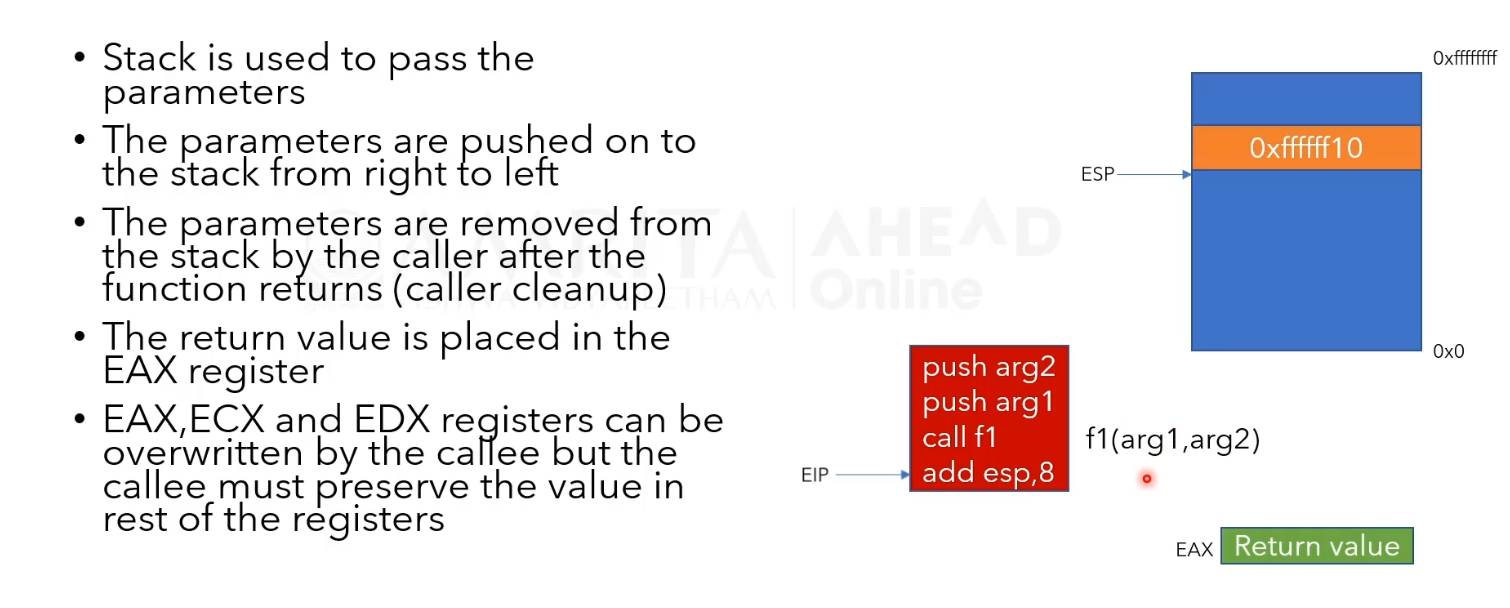 • Stack is used to pass the
parameters
• The parameters are pushed on to
the stack from right to left
• The parameters are removed from
the stack by the caller after the
function returns (caller cleanup)
• The return value is placed in the
EAX register
• EAX,ECX and EDX registers can be
overwritten by the callee but the
callee must preserve the value in
rest of the registers
AMRITA
AHEAD
Online
0xffffffff
0xffffff10
ESP
0x0
push arg2
push arg1
call f1
add esp,8
EIP
f1(arg1,arg2)
EAX
Return value